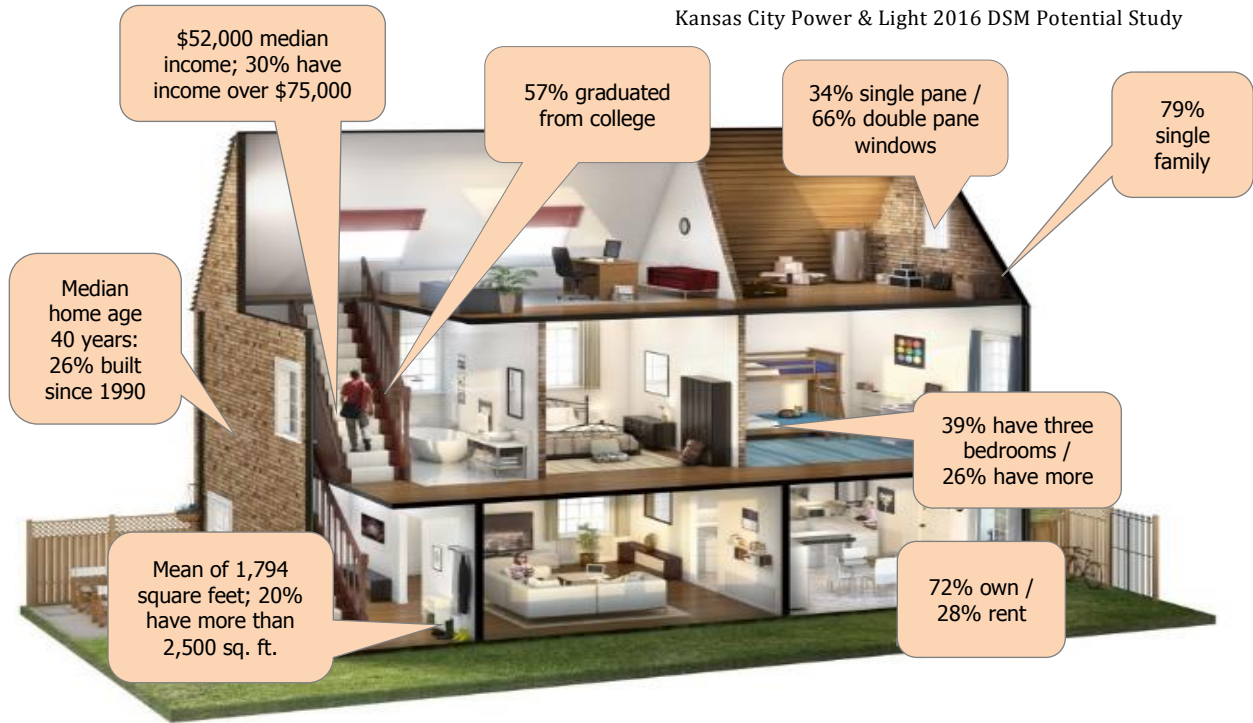 Kansas City Power & Light 2016 DSM Potential Study
$52,000 median
income; 30% have
income over $75,000
57% graduated
from college
34% single pane /
66% double pane
windows
79%
single
family
Median
home age
40 years:
26% built
since 1990
39% have three
bedrooms /
26% have more
Mean of 1,794
square feet; 20%
have more than
2,500 sq. ft.
72% own /
28% rent